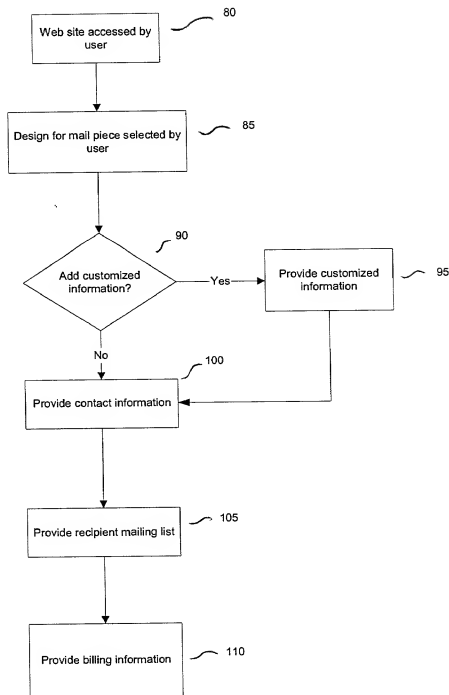 Web site accessed by
user
80
Design for mail piece selected by
user
85
90
Add customized
information?
Yes
Provide customized
information
95
No
100
Provide contact information
Provide recipient mailing list
105
Provide billing information
110